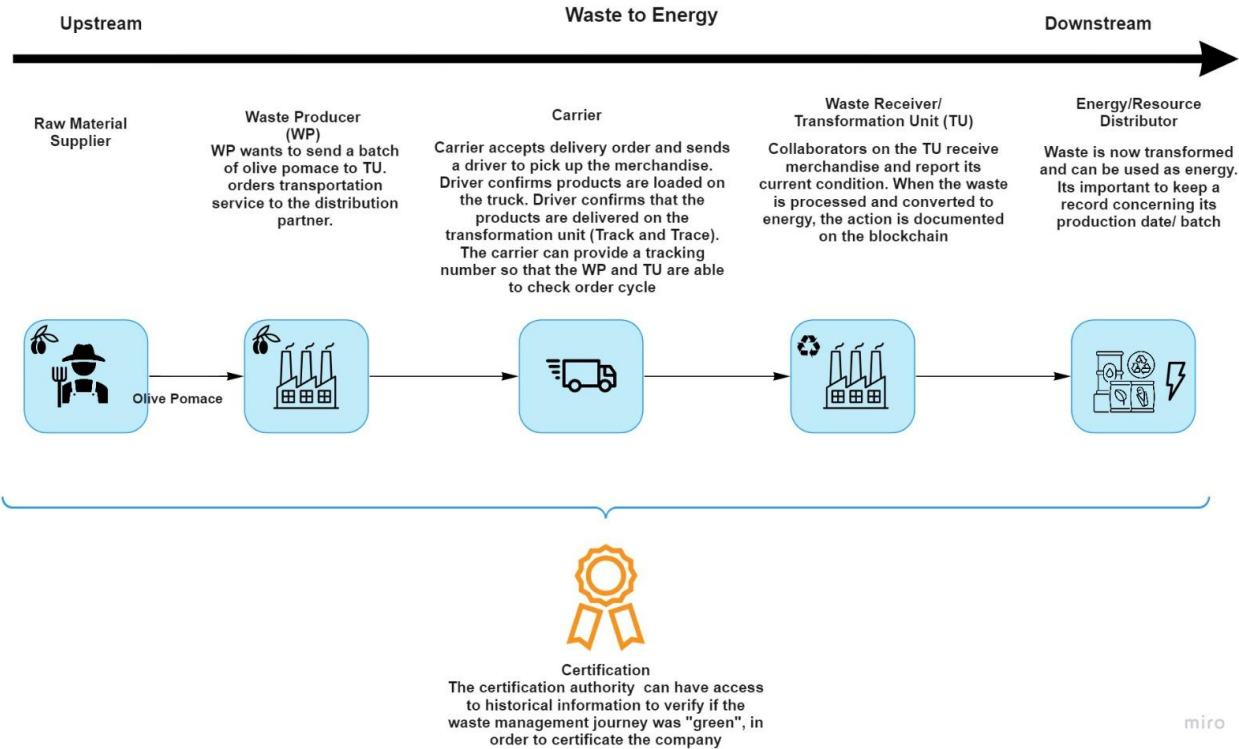 Upstream
Waste to Energy
Downstream
Raw Material
Supplier
Waste Producer
(WP)
WP wants to send a batch
of olive pomace to TU.
orders transportation
service to the distribution
partner.
Carrier
Carrier accepts delivery order and sends
a driver to pick up the merchandise.
Driver confirms products are loaded on
the truck. Driver confirms that the
products are delivered on the
transformation unit (Track and Trace).
The carrier can provide a tracking
number so that the WP and TU are able
to check order cycle
Waste Receiver/
Transformation Unit (TU)
Collaborators on the TU receive
merchandise and report its
current condition. When the waste
is processed and converted to
energy, the action is documented
on the blockchain
Energy/Resource
Distributor
Waste is now transformed
and can be used as energy.
Its important to keep a
record concerning its
production date/ batch
Olive Pomace
Certification
The certification authority can have access
to historical information to verify if the
waste management journey was "green", in
order to certificate the company
miro